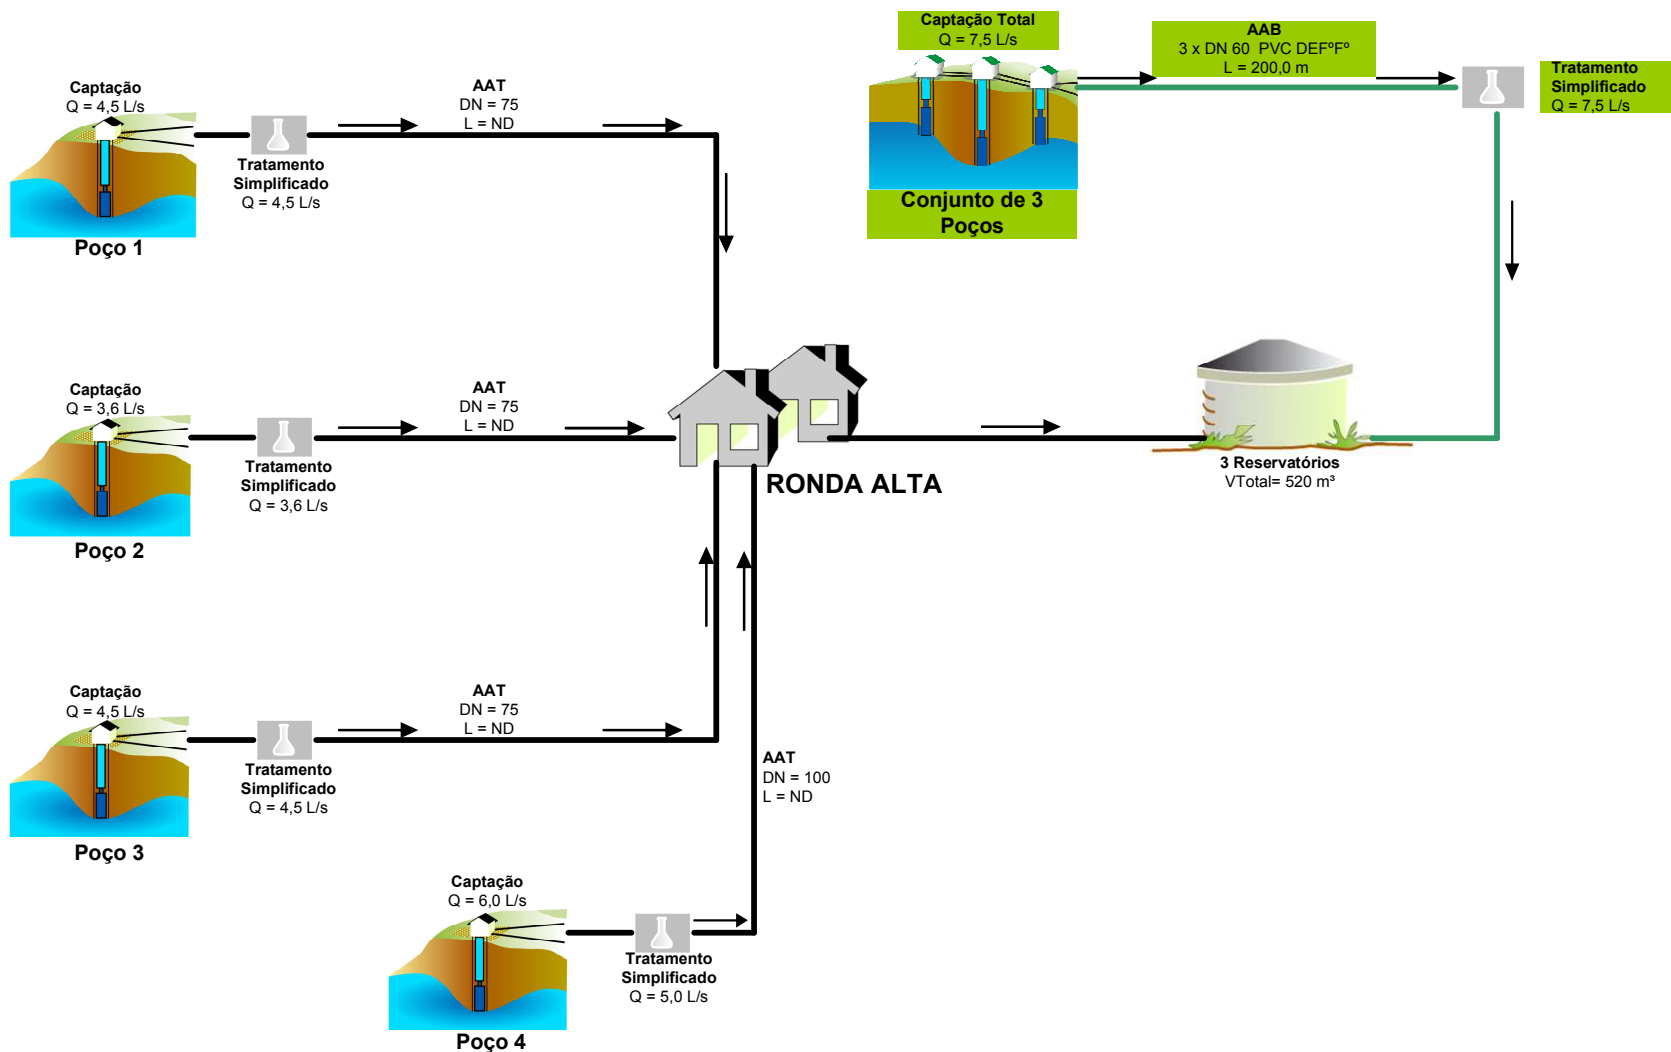 Captação
Q = 4,5 L/s
Poço 1
Tratamento
Simplificado
Q = 4,5 L/s
AAT
DN = 75
L = ND
Captação Total
Q = 7,5 L/s
Conjunto de 3
Poços
AAB
3 x DN 60  PVC DEFºFº
L = 200,0 m
Tratamento
Simplificado
Q = 7,5 L/s
Captação
Q = 3,6 L/s
Poço 2
Tratamento
Simplificado
Q = 3,6 L/s
AAT
DN = 75
L = ND
RONDA ALTA
3 Reservatórios
VTotal= 520 m³
Captação
Q = 4,5 L/s
Poço 3
Tratamento
Simplificado
Q = 4,5 L/s
AAT
DN = 75
L = ND
AAT
DN = 100
L = ND
Captação
Q = 6,0 L/s
Poço 4
Tratamento
Simplificado
Q = 5,0 L/s